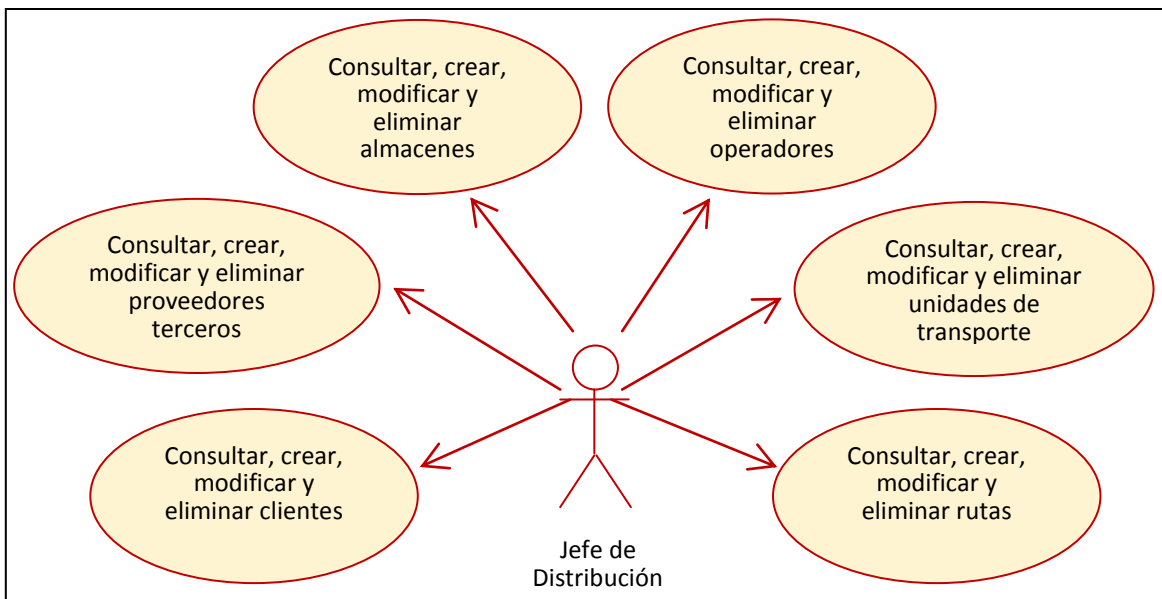 Consultar, crear,
modificar y
eliminar
almacenes
Consultar, crear,
modificar y
eliminar
operadores
Consultar, crear,
modificar y eliminar
proveedores
terceros
Consultar, crear,
modificar y eliminar
unidades de
transporte
Consultar, crear,
modificar y
eliminar clientes
Consultar, crear,
modificar y
eliminar rutas
Jefe de
Distribución